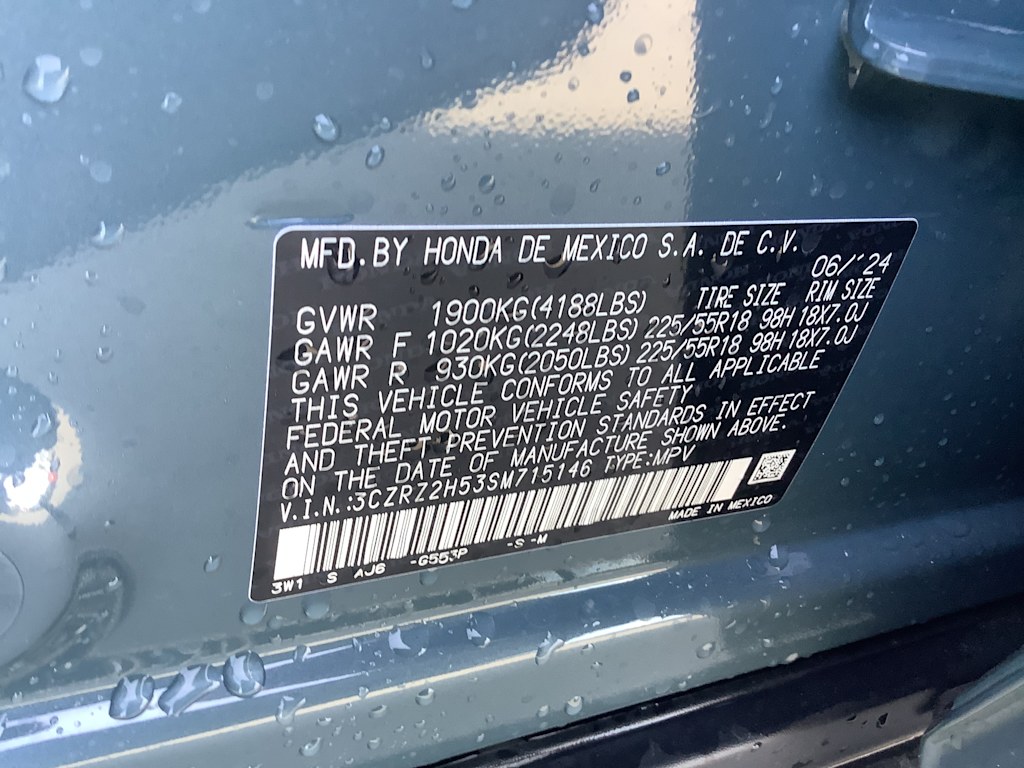 MFD. BY HONDA DE MEXICO S.A. DE C.V.
06/'24
TIRE SIZE RIM SIZE
GVWR 1900KG(4188LBS)
GAWR F 1020KG(2248LBS) 225/55R18 98H 18X7.0J
GAWR R 930KG(2050LBS) 225/55R18 98H 18X7.0J
THIS VEHICLE CONFORMS TO ALL APPLICABLE
FEDERAL MOTOR VEHICLE SAFETY
AND THEFT PREVENTION STANDARDS IN EFFECT
ON THE DATE OF MANUFACTURE SHOWN ABOVE.
V.I.N.:3CZRZ2H53SM715146 TYPE:MPV
MADE IN MEXICO
3W1 S AJ6 -G553P -S -M